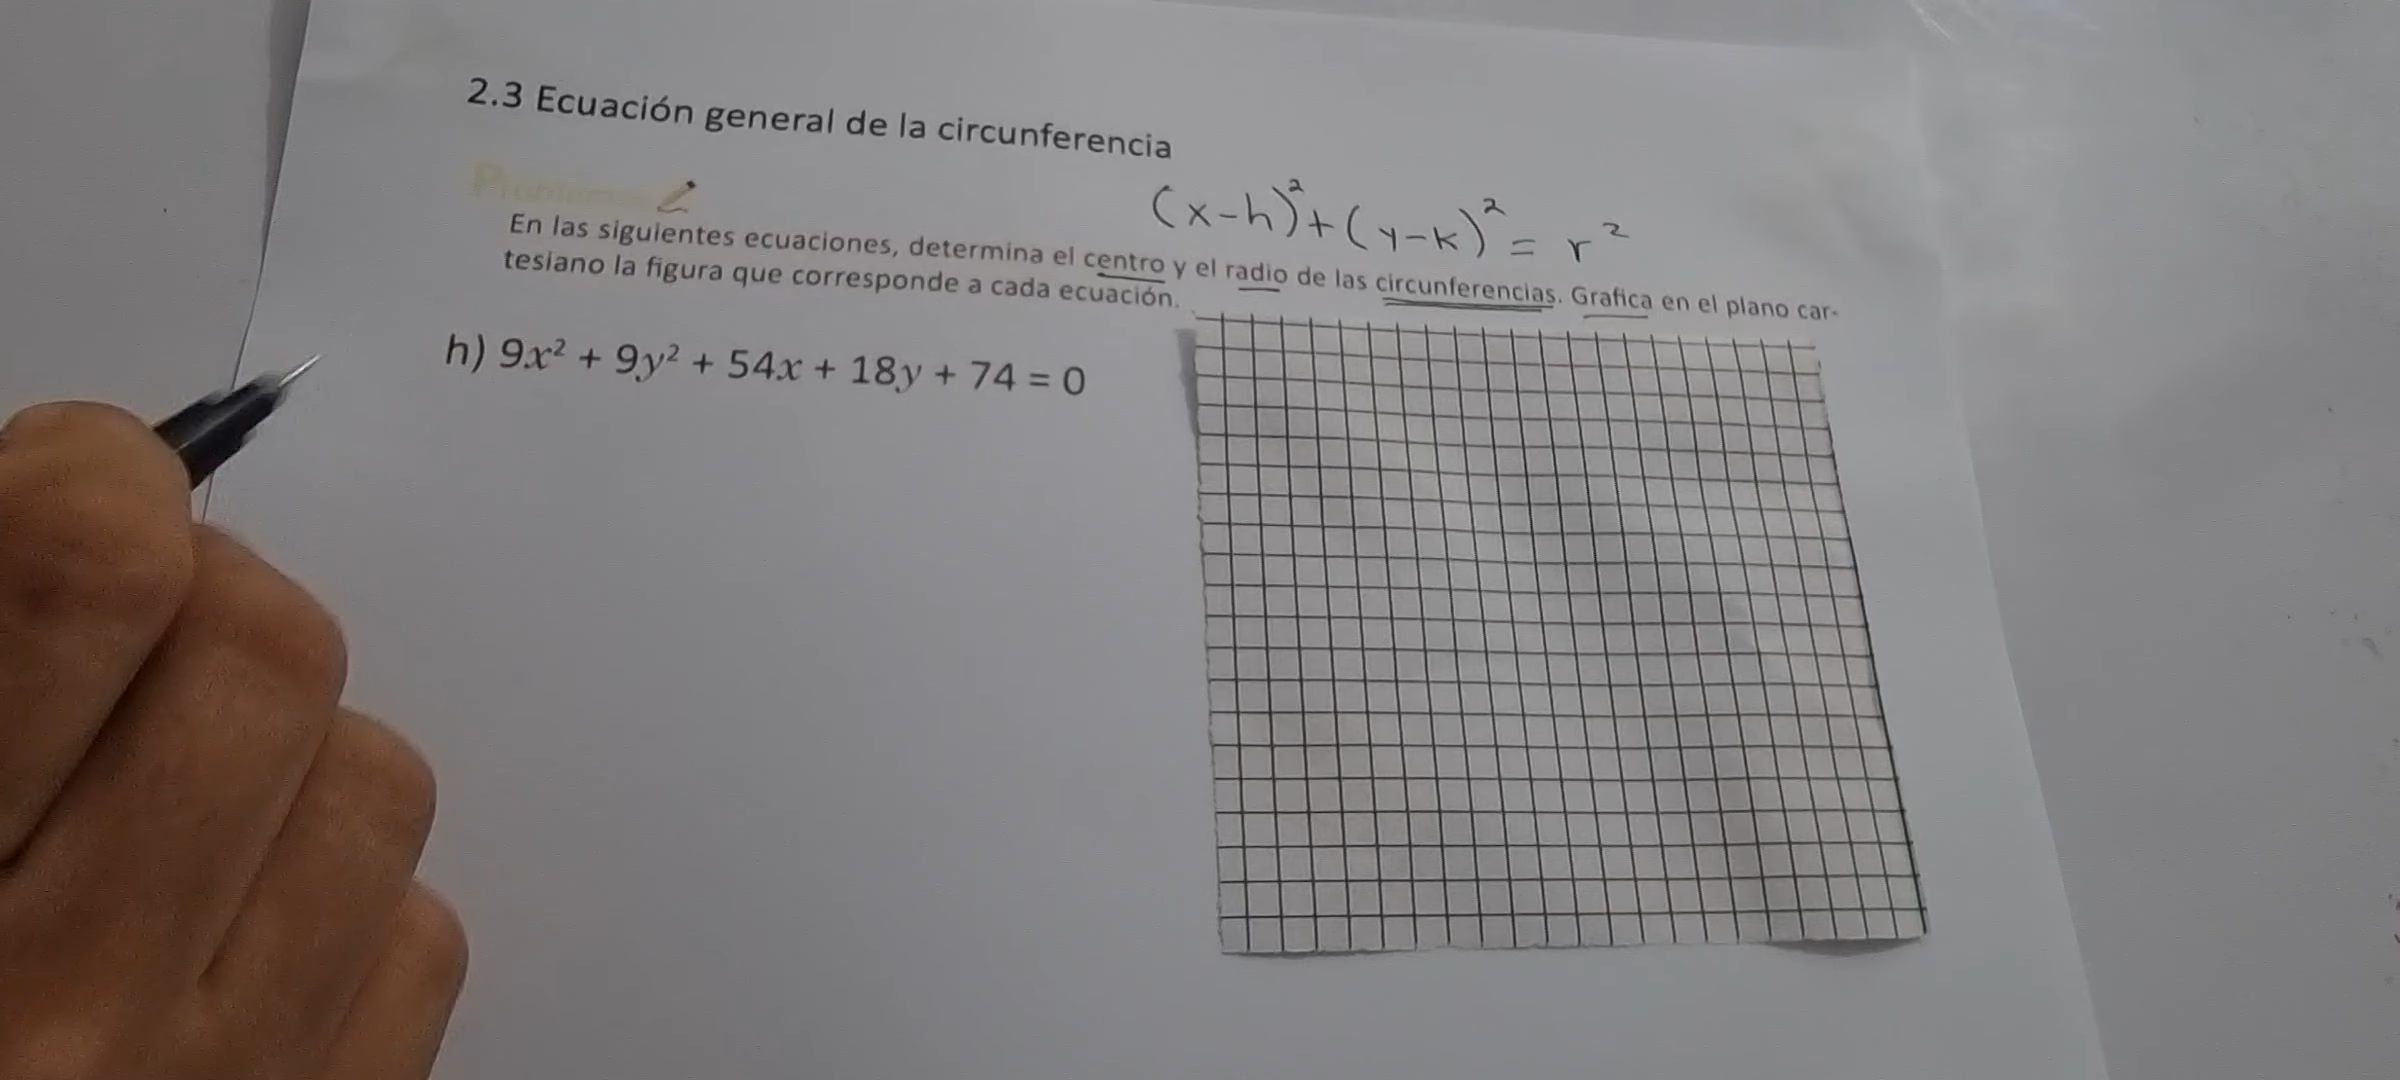 2.3 Ecuación general de la circunferencia
Problemas
(x-h)² + (y-k)² = r²
En las siguientes ecuaciones, determina el centro y el radio de las circunferencias. Grafica en el plano car-
tesiano la figura que corresponde a cada ecuación.
h) 9x² + 9y² + 54x + 18y + 74 = 0